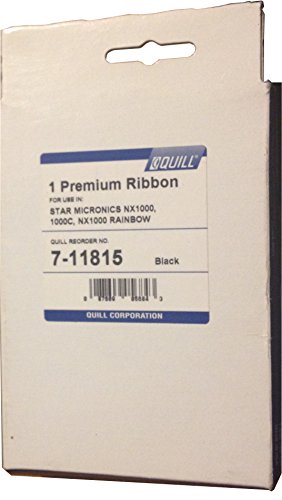 QUILL
1 Premium Ribbon
FOR USE IN:
STAR MICRONICS NX1000,
1000C, NX1000 RAINBOW
QUILL REORDER NO.
7-11815 Black
QUILL CORPORATION